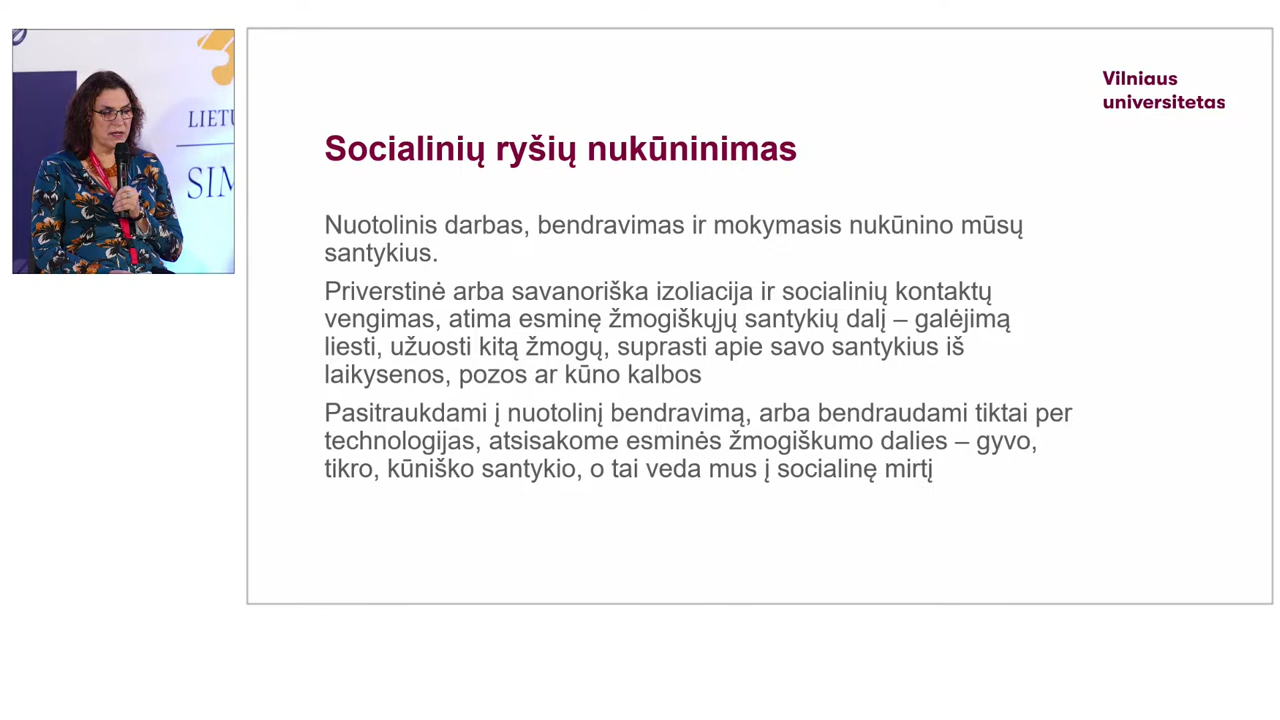 LIETU
SIM
Vilniaus
universitetas
Socialinių ryšių nukūninimas
Nuotolinis darbas, bendravimas ir mokymasis nukūnino mūsų
santykius.
Priverstinė arba savanoriška izoliacija ir socialinių kontaktų
vengimas, atima esminę žmogiškųjų santykių dalį – galėjimą
liesti, užuosti kitą žmogų, suprasti apie savo santykius iš
laikysenos, pozos ar kūno kalbos
Pasitraukdami į nuotolinį bendravimą, arba bendraudami tiktai per
technologijas, atsisakome esminės žmogiškumo dalies – gyvo,
tikro, kūniško santykio, o tai veda mus į socialinę mirtį